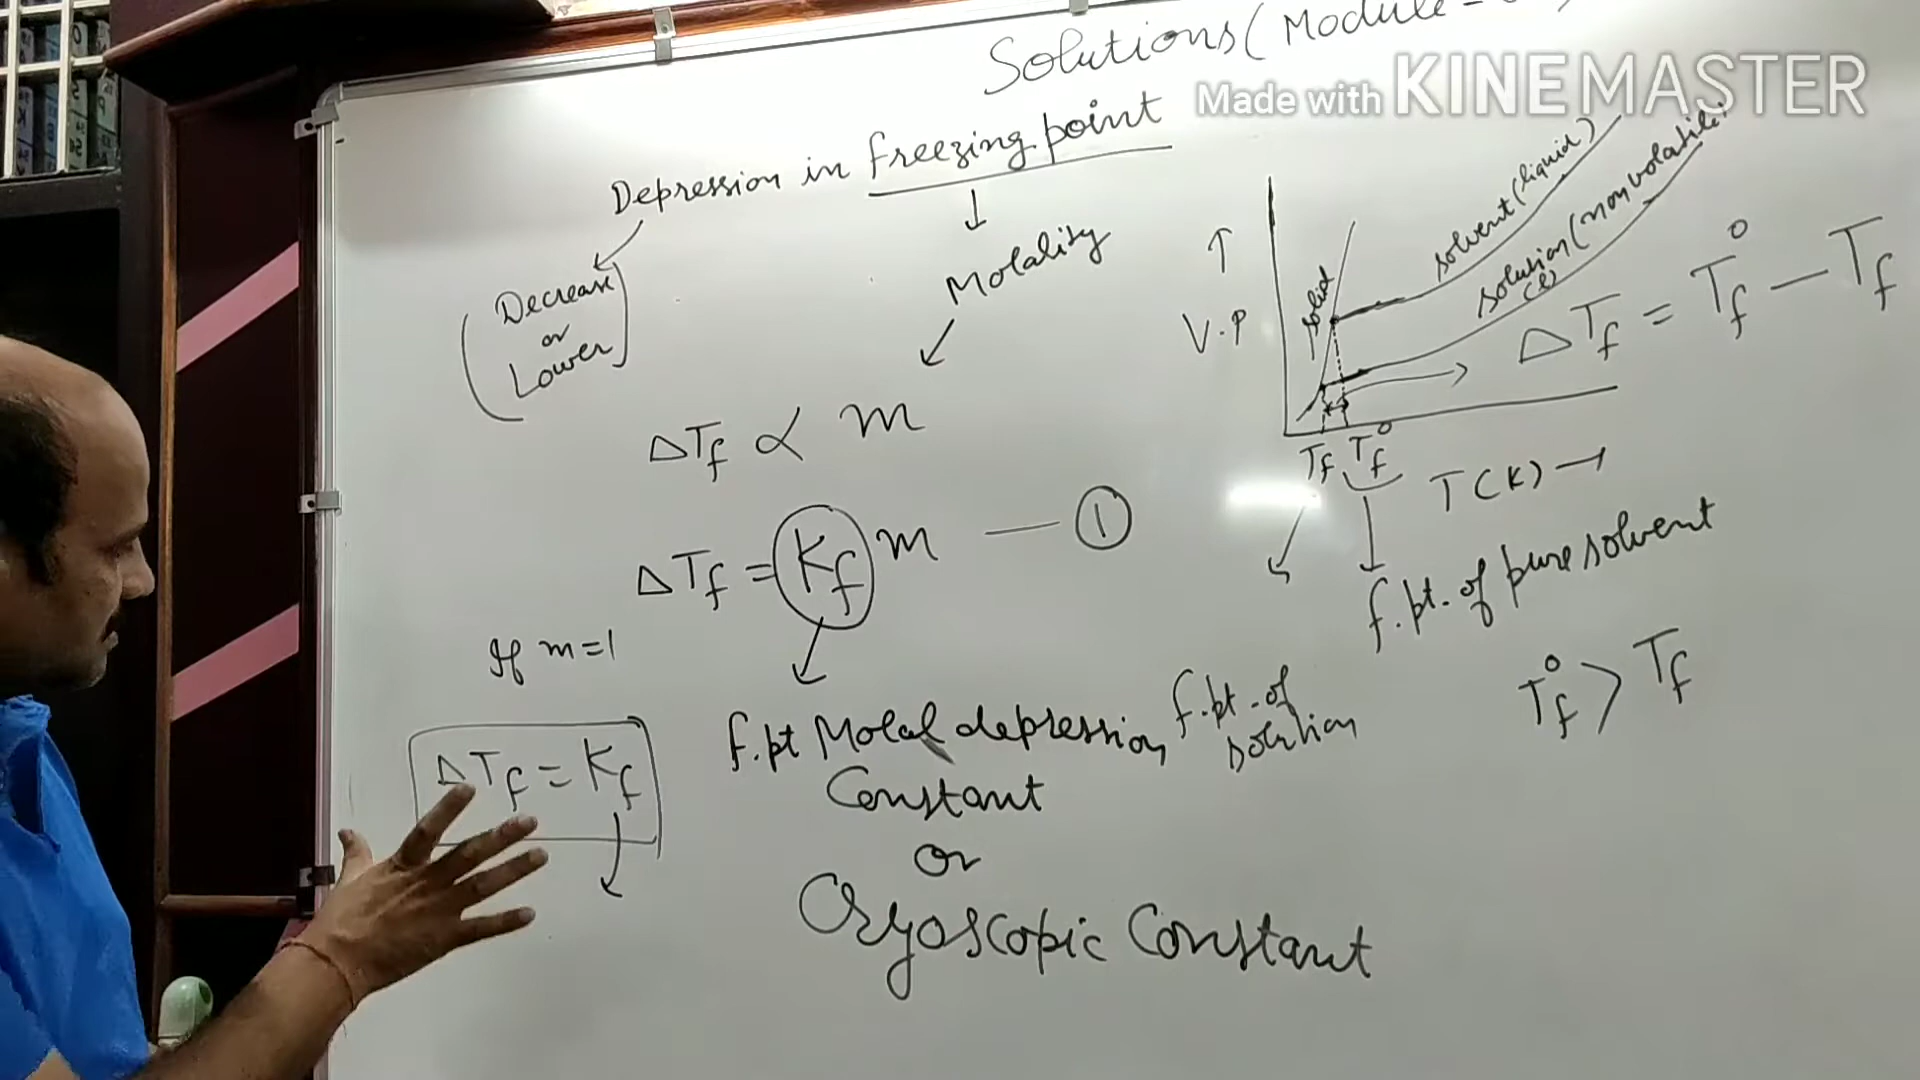 Solutions (Module -
Made with KINEMASTER
Depression in freezing point
(Decrease
or
Lower)
Molality
ΔTf ∝ m
ΔTf = Kf m — ①
If m=1
ΔTf = Kf
f.pt Molal depression
Constant
or
Cryoscopic Constant
↑
V.P
solid
solvent (liquid)
solution (non volatile)
(l)
ΔTf = Tf° — Tf
Tf Tf°
T(K) →
f.pt. of pure solvent
f.pt. of
solution
Tf° > Tf